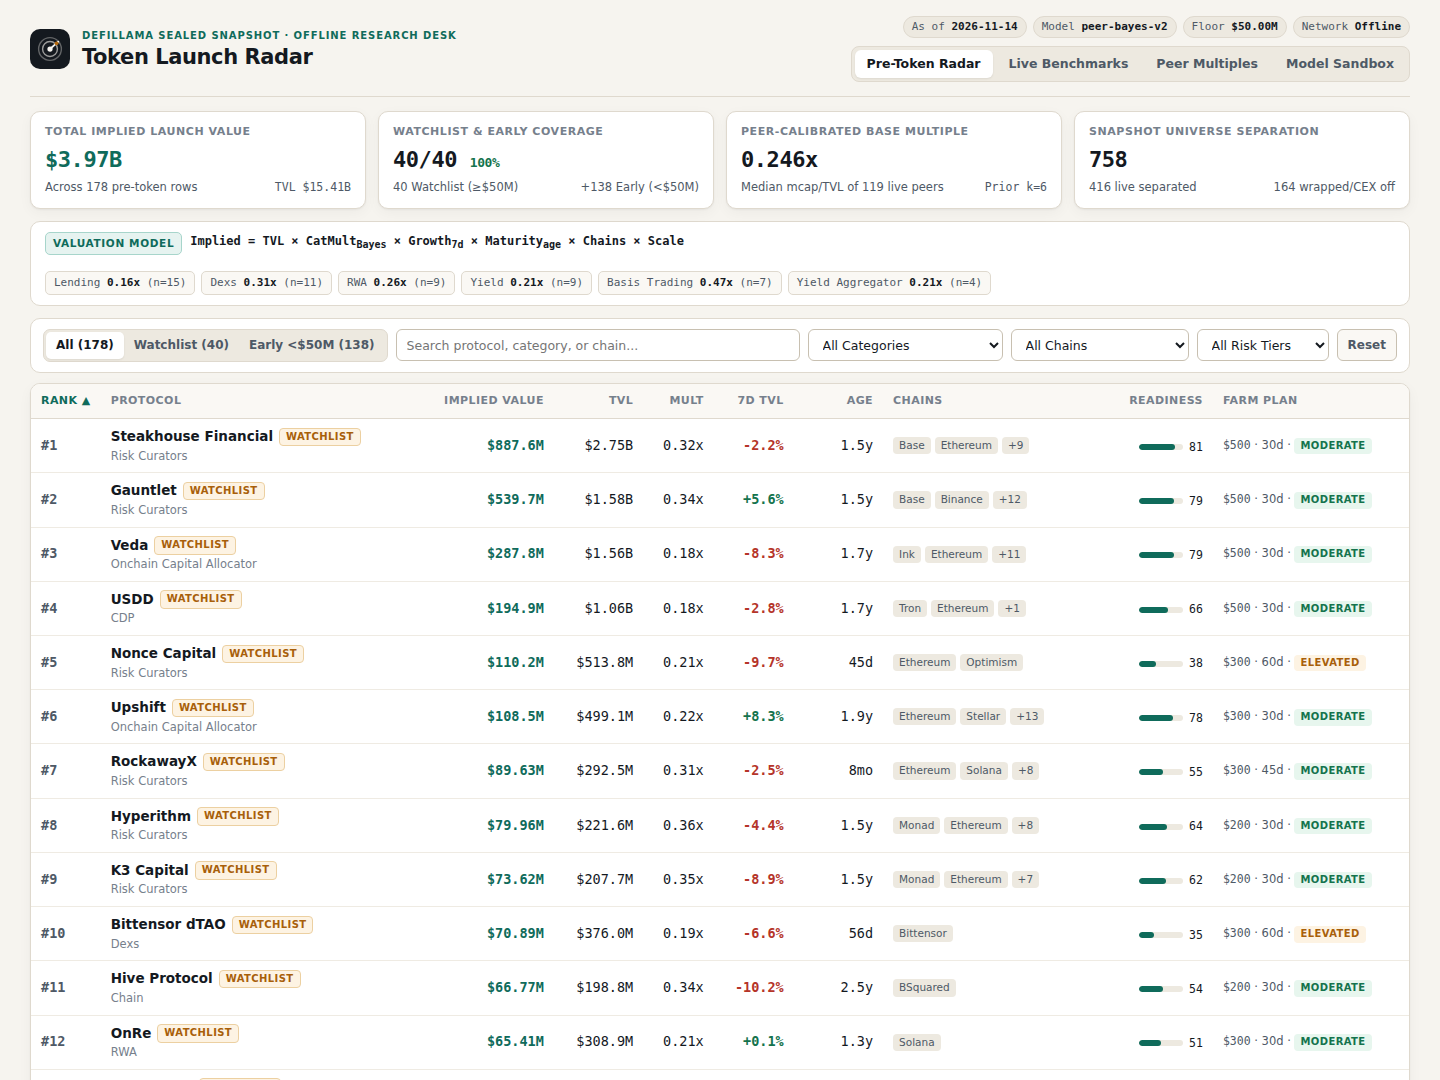 DEFILLAMA SEALED SNAPSHOT · OFFLINE RESEARCH DESK
Token Launch Radar
As of 2026-11-14
Model peer-bayes-v2
Floor $50.00M
Network Offline
Pre-Token Radar
Live Benchmarks
Peer Multiples
Model Sandbox
TOTAL IMPLIED LAUNCH VALUE
$3.97B
Across 178 pre-token rows
TVL $15.41B
WATCHLIST & EARLY COVERAGE
40/40 100%
40 Watchlist (≥$50M)
+138 Early (<$50M)
PEER-CALIBRATED BASE MULTIPLE
0.246x
Median mcap/TVL of 119 live peers
Prior k=6
SNAPSHOT UNIVERSE SEPARATION
758
416 live separated
164 wrapped/CEX off
VALUATION MODEL Implied = TVL × CatMultBayes × Growth7d × Maturityage × Chains × Scale
Lending 0.16x (n=15)
Dexs 0.31x (n=11)
RWA 0.26x (n=9)
Yield 0.21x (n=9)
Basis Trading 0.47x (n=7)
Yield Aggregator 0.21x (n=4)
All (178)
Watchlist (40)
Early <$50M (138)
Search protocol, category, or chain…
All Categories
All Chains
All Risk Tiers
Reset
RANK ▲ PROTOCOL IMPLIED VALUE TVL MULT 7D TVL AGE CHAINS READINESS FARM PLAN
#1 Steakhouse Financial WATCHLIST $887.6M $2.75B 0.32x -2.2% 1.5y Base Ethereum +9 81 $500 · 30d · MODERATE
Risk Curators
#2 Gauntlet WATCHLIST $539.7M $1.58B 0.34x +5.6% 1.5y Base Binance +12 79 $500 · 30d · MODERATE
Risk Curators
#3 Veda WATCHLIST $287.8M $1.56B 0.18x -8.3% 1.7y Ink Ethereum +11 79 $500 · 30d · MODERATE
Onchain Capital Allocator
#4 USDD WATCHLIST $194.9M $1.06B 0.18x -2.8% 1.7y Tron Ethereum +1 66 $500 · 30d · MODERATE
CDP
#5 Nonce Capital WATCHLIST $110.2M $513.8M 0.21x -9.7% 45d Ethereum Optimism 38 $300 · 60d · ELEVATED
Risk Curators
#6 Upshift WATCHLIST $108.5M $499.1M 0.22x +8.3% 1.9y Ethereum Stellar +13 78 $300 · 30d · MODERATE
Onchain Capital Allocator
#7 RockawayX WATCHLIST $89.63M $292.5M 0.31x -2.5% 8mo Ethereum Solana +8 55 $300 · 45d · MODERATE
Risk Curators
#8 Hyperithm WATCHLIST $79.96M $221.6M 0.36x -4.4% 1.5y Monad Ethereum +8 64 $200 · 30d · MODERATE
Risk Curators
#9 K3 Capital WATCHLIST $73.62M $207.7M 0.35x -8.9% 1.5y Monad Ethereum +7 62 $200 · 30d · MODERATE
Risk Curators
#10 Bittensor dTAO WATCHLIST $70.89M $376.0M 0.19x -6.6% 56d Bittensor 35 $300 · 60d · ELEVATED
Dexs
#11 Hive Protocol WATCHLIST $66.77M $198.8M 0.34x -10.2% 2.5y BSquared 54 $200 · 30d · MODERATE
Chain
#12 OnRe WATCHLIST $65.41M $308.9M 0.21x +0.1% 1.3y Solana 51 $300 · 30d · MODERATE
RWA